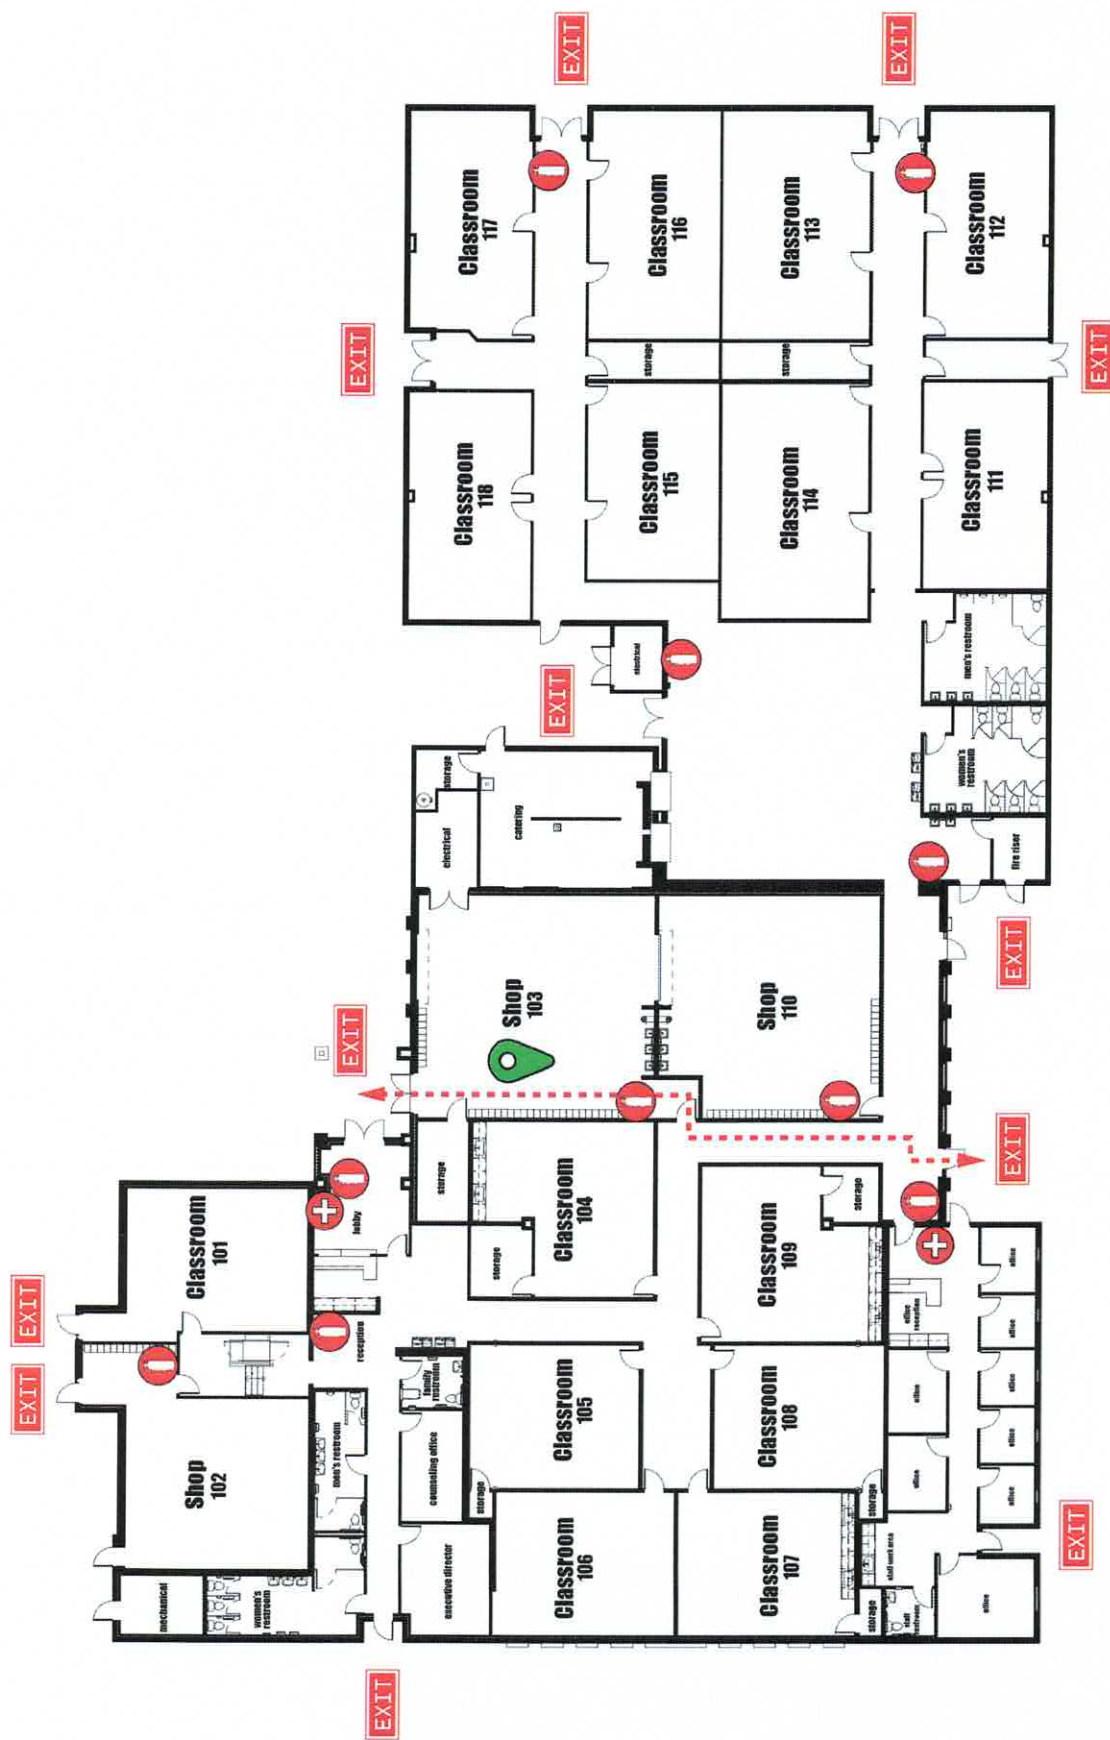 EXIT
EXIT
mechanical
Shop
102
Classroom
101
women's
restroom
men's restroom
reception
lobby
EXIT
EXIT
EXIT
executive director
counseling office
family
restroom
storage
electrical
storage
Classroom
118
Classroom
117
storage
storage
Classroom
106
Classroom
105
Classroom
104
Shop
103
catering
EXIT
EXIT
electrical
Classroom
115
storage
Classroom
116
Classroom
107
Classroom
108
Classroom
109
Shop
110
Classroom
114
storage
Classroom
113
storage
storage
storage
staff work area
staff
restroom
office
office
office
reception
EXIT
office
office
office
office
office
office
fire riser
women's
restroom
men's restroom
Classroom
111
Classroom
112
EXIT
EXIT
EXIT
EXIT